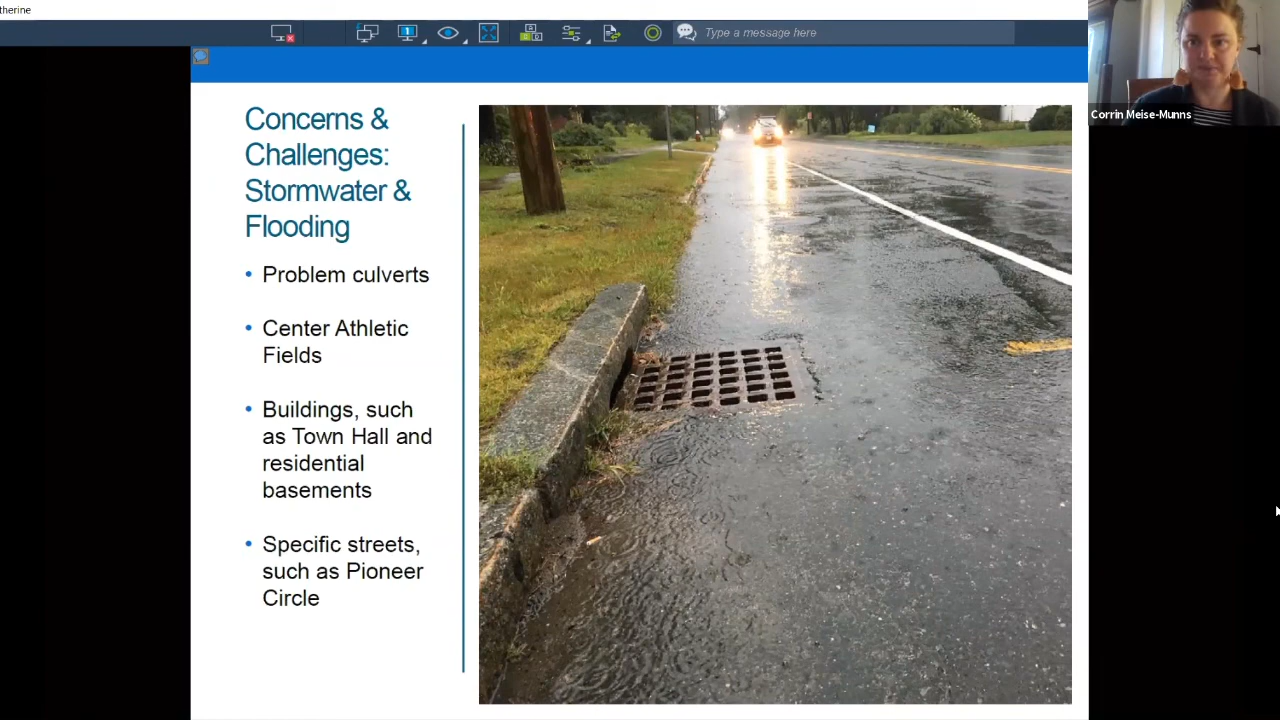 therine
Type a message here
Corrin Meise-Munns
Concerns &
Challenges:
Stormwater &
Flooding
• Problem culverts
• Center Athletic
Fields
• Buildings, such
as Town Hall and
residential
basements
• Specific streets,
such as Pioneer
Circle